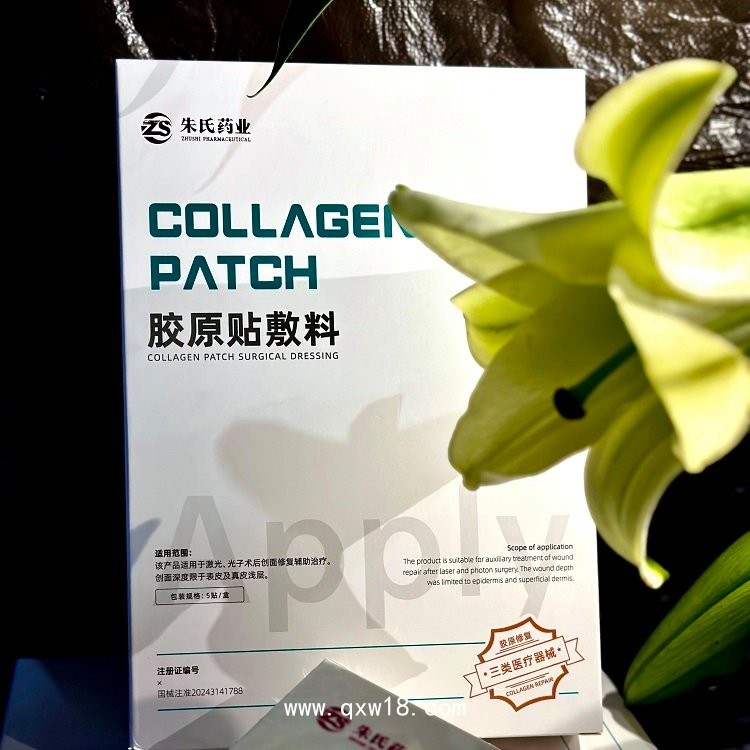 ZS 朱氏药业
ZHUSHI PHARMACEUTICAL
COLLAGEN
PATCH
胶原贴敷料
COLLAGEN PATCH SURGICAL DRESSING
Apply
适用范围：
该产品适用于激光、光子术后创面修复辅助治疗。
创面深度限于表皮及真皮浅层。
包装规格：5贴/盒
Scope of application
The product is suitable for auxiliary treatment of wound
repair after laser and photon surgery. The wound depth
was limited to epidermis and superficial dermis.
注册证编号
×
国械注准20243141788
胶原修复
三类医疗器械
COLLAGEN REPAIR
www.qxw18.com
朱氏药业